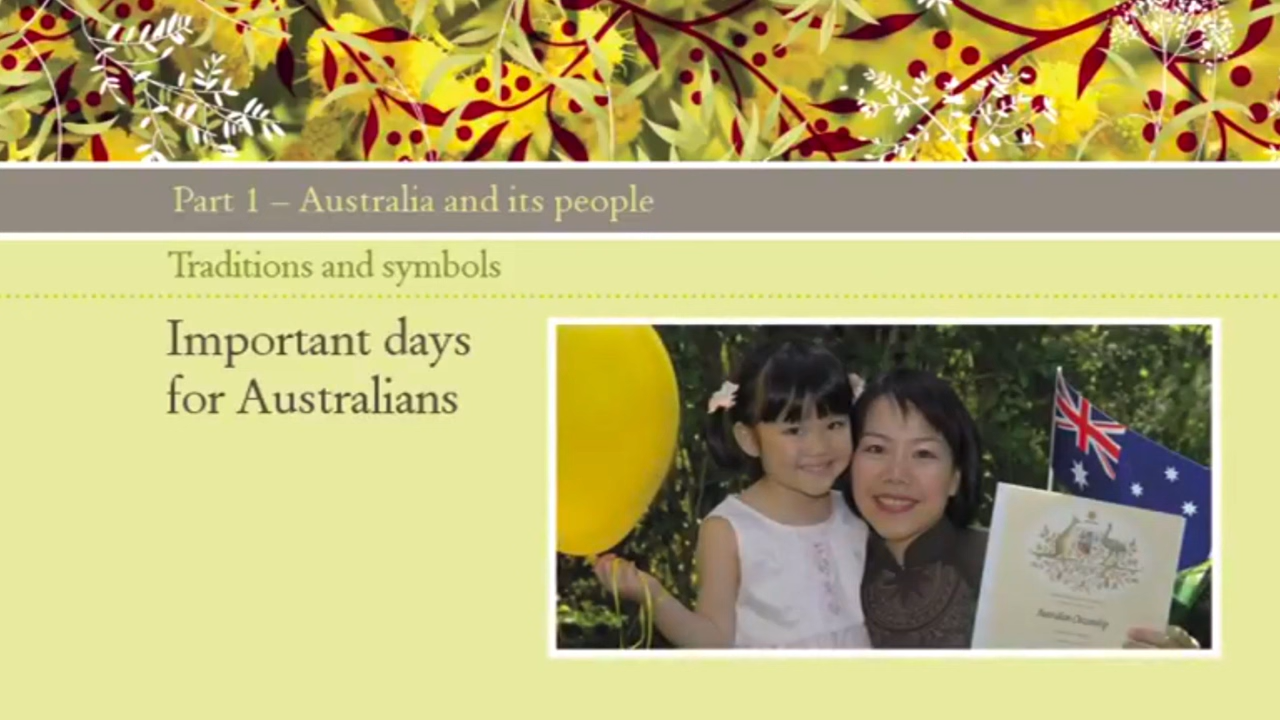 Part 1 – Australia and its people
Traditions and symbols
Important days
for Australians
Australian Citizenship